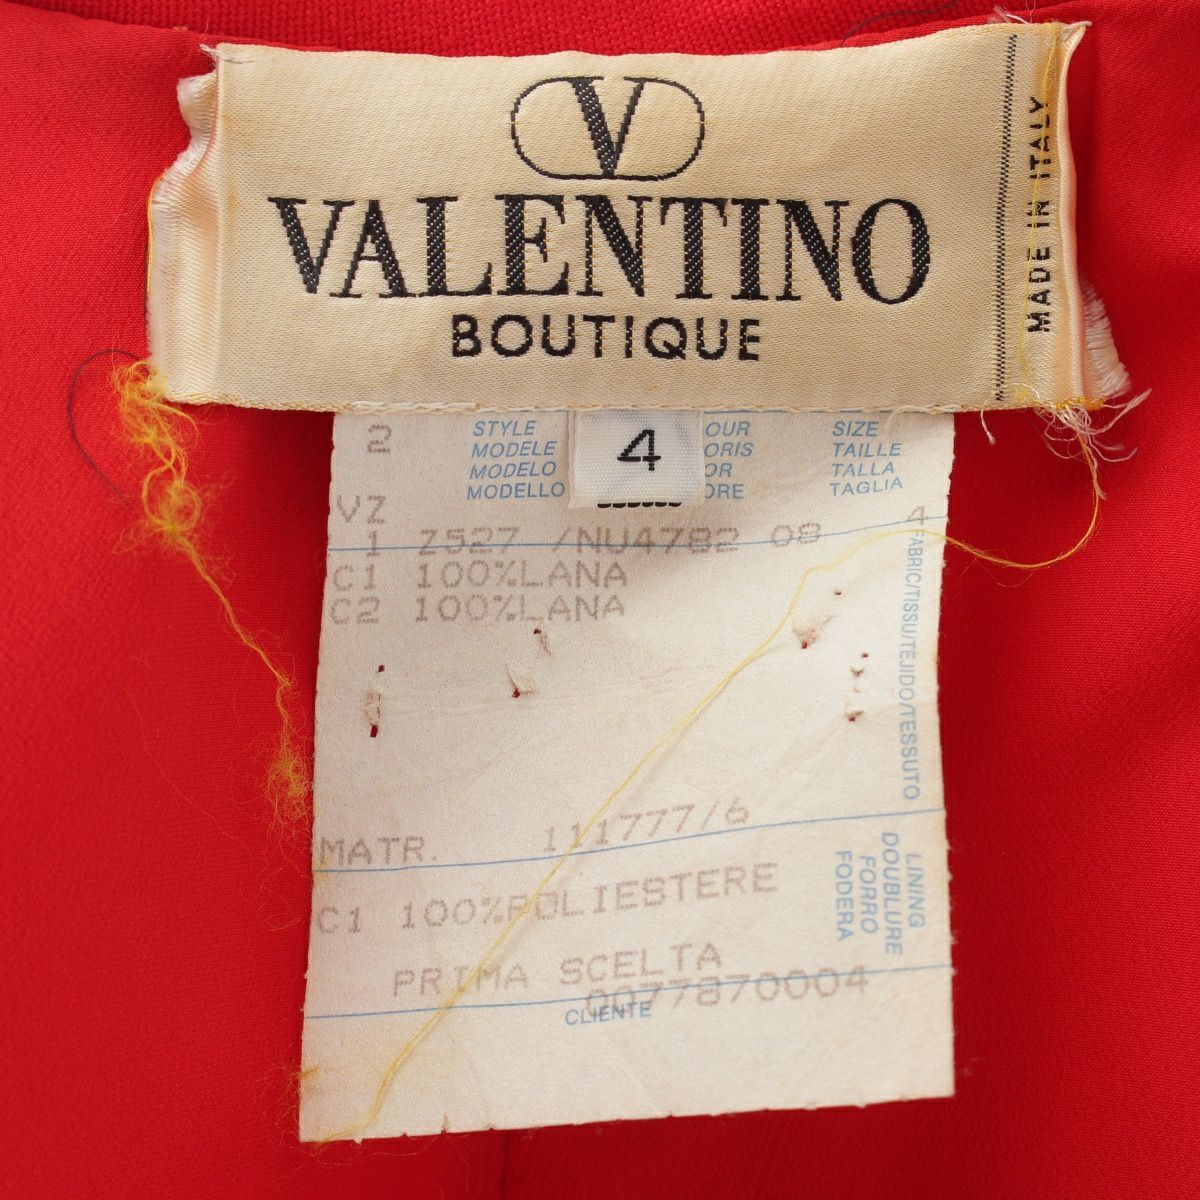 V
VALENTINO
BOUTIQUE
MADE IN ITALY
4
2
STYLE
MODELE
MODELO
MODELLO
OUR
ORIS
OR
ORE
SIZE
TAILLE
TALLA
TAGLIA
VZ
1 Z527 /NU4782 08 4
C1 100%LANA
C2 100%LANA
FABRIC/TISSU/TEJIDO/TESSUTO
MATR. 111777/6
C1 100%POLIESTERE
LINING
DOUBLURE
FORRO
FODERA
PRIMA SCELTA
0077870004
CLIENTE